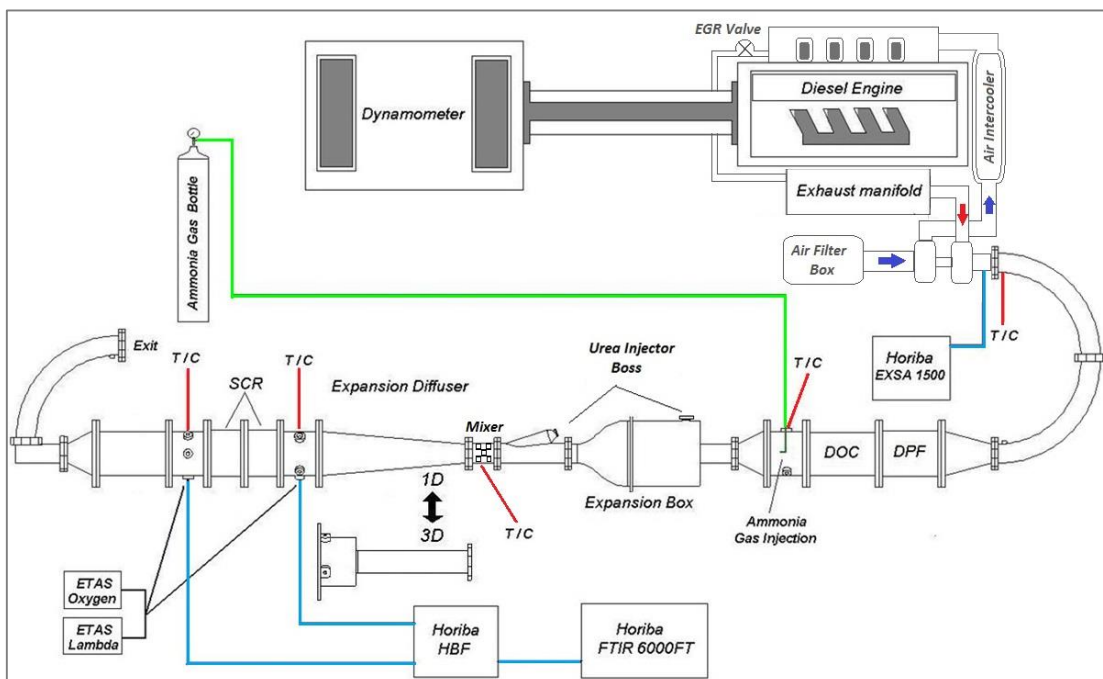 EGR Valve
Dynamometer
Diesel Engine
Air Intercooler
Ammonia Gas Bottle
Exhaust manifold
Air Filter
Box
Exit
T/C
SCR
T/C
Expansion Diffuser
Urea Injector
Boss
T/C
Horiba
EXSA 1500
T/C
Mixer
DOC
DPF
1D
3D
T/C
Expansion Box
Ammonia
Gas Injection
ETAS
Oxygen
ETAS
Lambda
Horiba
HBF
Horiba
FTIR 6000FT